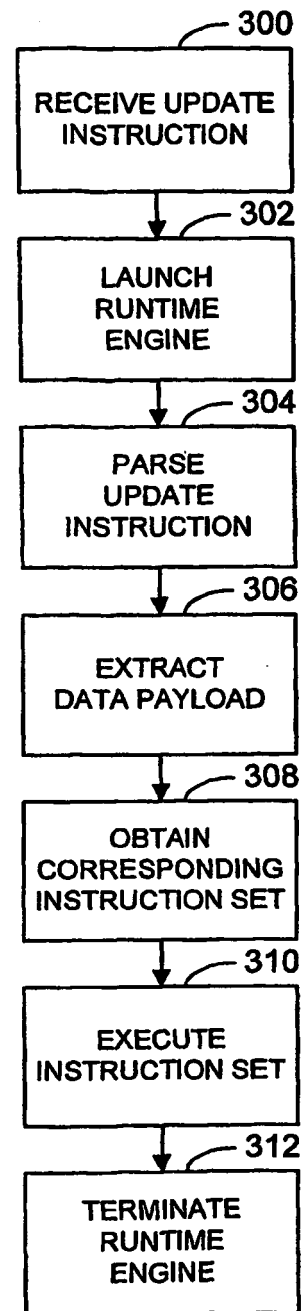 300
RECEIVE UPDATE
INSTRUCTION
302
LAUNCH
RUNTIME
ENGINE
304
PARSE
UPDATE
INSTRUCTION
306
EXTRACT
DATA PAYLOAD
308
OBTAIN
CORRESPONDING
INSTRUCTION SET
310
EXECUTE
INSTRUCTION SET
312
TERMINATE
RUNTIME
ENGINE